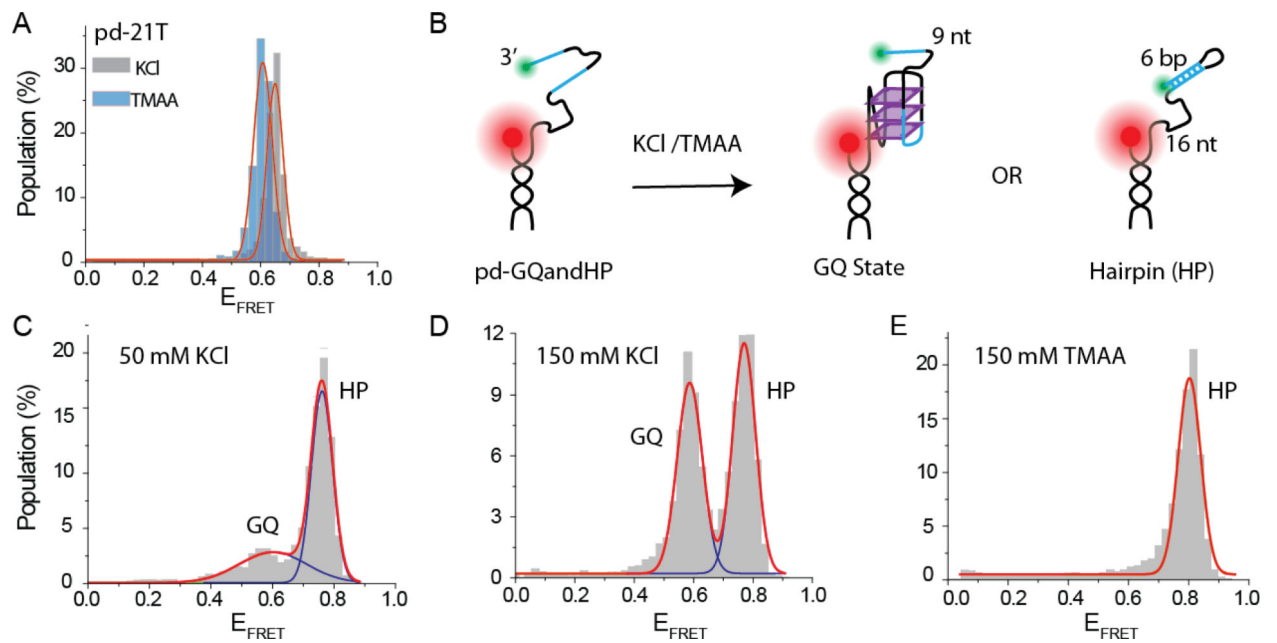 A
pd-21T
KCl
TMAA
Population (%)
30
20
10
0
0.0 0.2 0.4 0.6 0.8 1.0
EFRET
B
3'
pd-GQandHP
KCl /TMAA
9 nt
GQ State
OR
6 bp
16 nt
Hairpin (HP)
C
50 mM KCl
GQ
HP
Population (%)
20
15
10
5
0
0.0 0.2 0.4 0.6 0.8 1.0
EFRET
D
150 mM KCl
GQ
HP
12
9
6
3
0
0.0 0.2 0.4 0.6 0.8 1.0
EFRET
E
150 mM TMAA
HP
20
15
10
5
0
0.0 0.2 0.4 0.6 0.8 1.0
EFRET